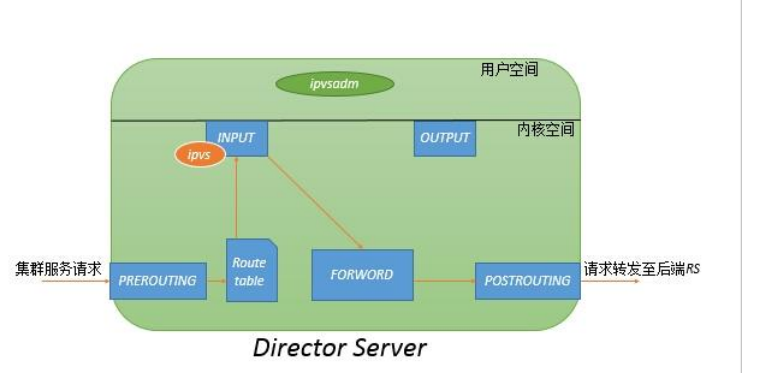 用户空间
ipvsadm
内核空间
INPUT
OUTPUT
ipvs
集群服务请求
PREROUTING
Route
table
FORWORD
POSTROUTING
请求转发至后端RS
Director Server